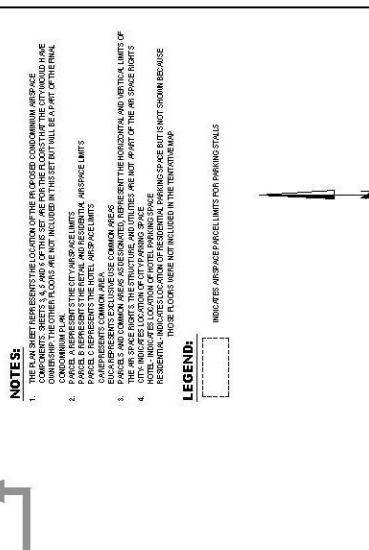 NOTES:
1. THE PLAN SHEET REPRESENTS THE LOCATION OF THE PROPOSED CONDOMINIUM AIRSPACE
COMPONENTS. SHEETS 3, 4, 5 AND 6 OF THIS SET ARE FOR THE FLOORS THAT THE CITY WOULD HAVE
OWNERSHIP. THE OTHER FLOORS ARE NOT INCLUDED IN THIS SET BUT WILL BE A PART OF THE FINAL
CONDOMINIUM PLAN.
2. PARCEL A REPRESENTS THE CITY AIRSPACE LIMITS
PARCEL B REPRESENTS THE RETAIL AND RESIDENTIAL AIRSPACE LIMITS
PARCEL C REPRESENTS THE HOTEL AIRSPACE LIMITS
CA REPRESENTS COMMON AREA
EUCA REPRESENTS EXCLUSIVE USE COMMON AREAS
3. PARCELS AND COMMON AREAS AS DESIGNATED, REPRESENT THE HORIZONTAL AND VERTICAL LIMITS OF
THE AIR SPACE RIGHTS. THE STRUCTURE, AND UTILITIES ARE NOT APART OF THE AIR SPACE RIGHTS
4. CITY- INDICATES LOCATION OF CITY PARKING SPACE
HOTEL- INDICATES LOCATION OF HOTEL PARKING SPACE
RESIDENTIAL- INDICATES LOCATION OF RESIDENTIAL PARKING SPACE BUT IS NOT SHOWN BECAUSE
THOSE FLOORS WERE NOT INCLUDED IN THE TENTATIVE MAP
LEGEND:
INDICATES AIRSPACE PARCEL LIMITS FOR PARKING STALLS